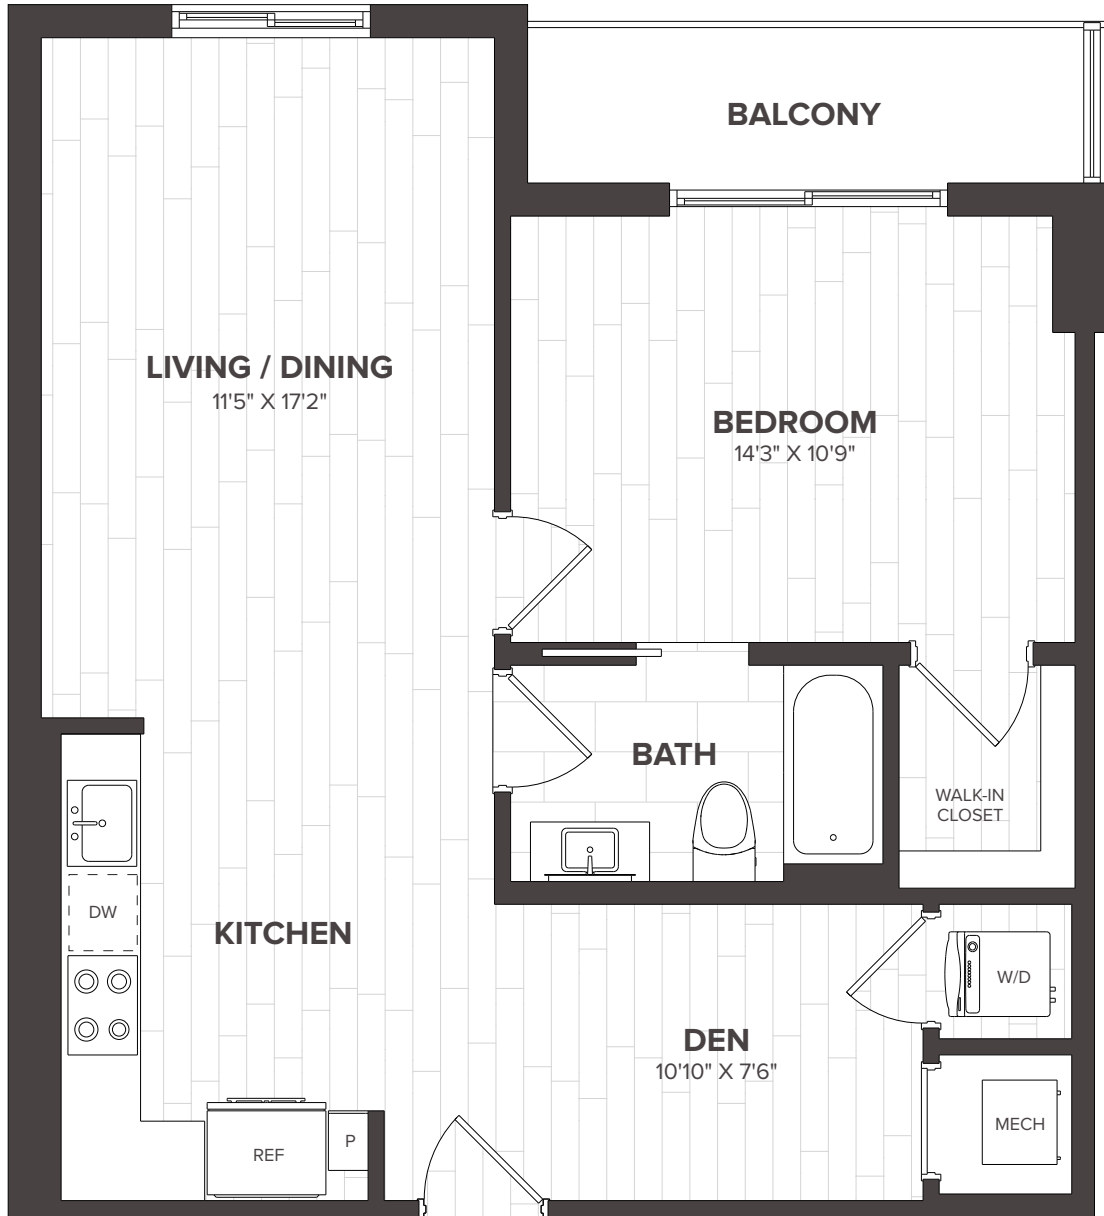 BALCONY
LIVING / DINING
11'5" X 17'2"
BEDROOM
14'3" X 10'9"
BATH
WALK-IN
CLOSET
DW
KITCHEN
W/D
DEN
10'10" X 7'6"
MECH
REF
P